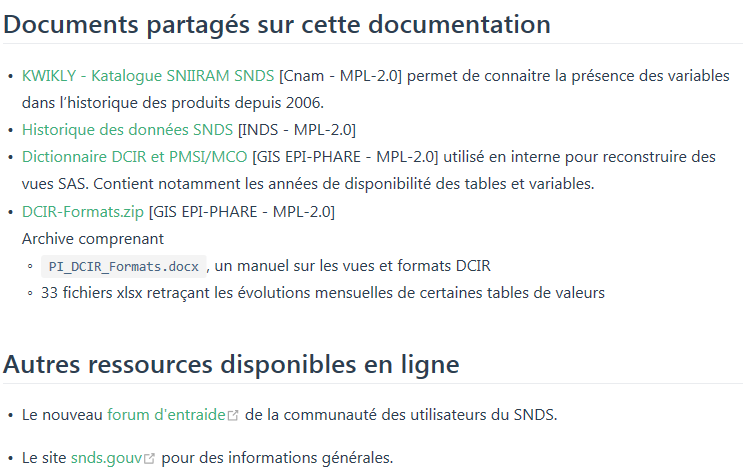 Documents partagés sur cette documentation
• KWIKLY - Katalogue SNIIRAM SNDS [Cnam - MPL-2.0] permet de connaitre la présence des variables
dans l’historique des produits depuis 2006.
• Historique des données SNDS [INDS - MPL-2.0]
• Dictionnaire DCIR et PMSI/MCO [GIS EPI-PHARE - MPL-2.0] utilisé en interne pour reconstruire des
vues SAS. Contient notamment les années de disponibilité des tables et variables.
• DCIR-Formats.zip [GIS EPI-PHARE - MPL-2.0]
Archive comprenant
◦ PI_DCIR_Formats.docx , un manuel sur les vues et formats DCIR
◦ 33 fichiers xlsx retraçant les évolutions mensuelles de certaines tables de valeurs
Autres ressources disponibles en ligne
• Le nouveau forum d'entraide de la communauté des utilisateurs du SNDS.
• Le site snds.gouv pour des informations générales.